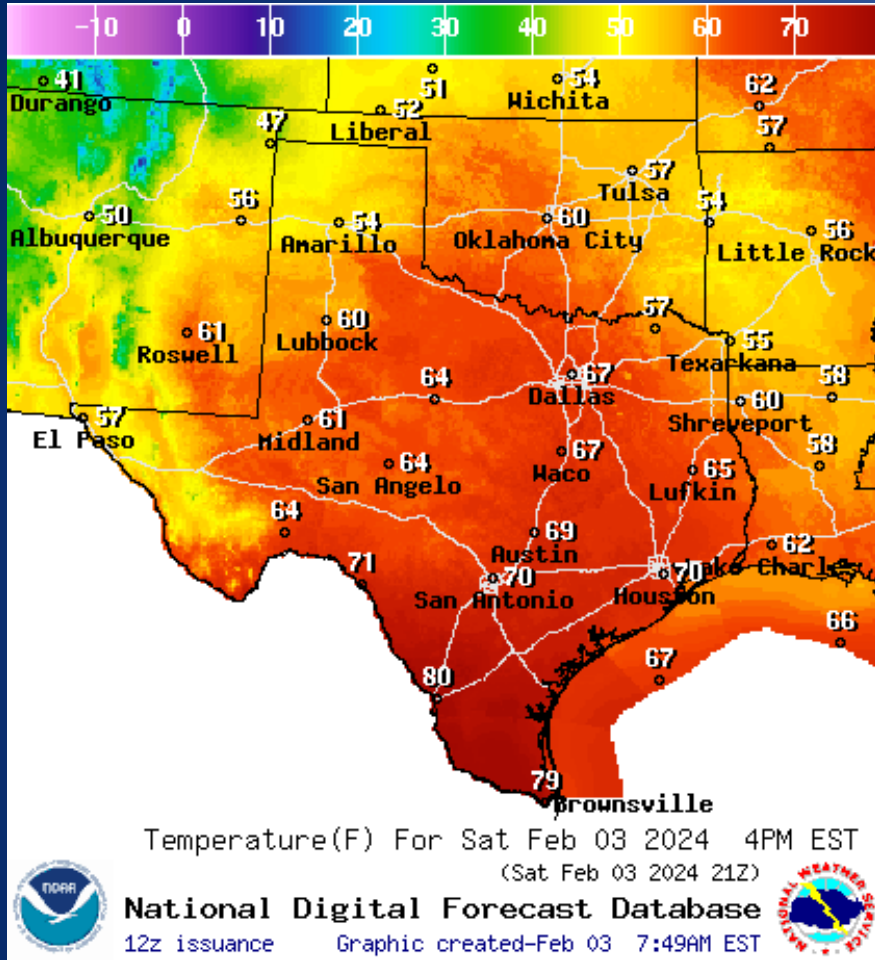 -10 0 10 20 30 40 50 60 70
41
Durango
51
54
Wichita
62
52
Liberal
47
57
57
Tulsa
50
Albuquerque
56
54
Amarillo
60
Oklahoma City
54
56
Little Rock
61
Roswell
60
Lubbock
57
55
Texarkana
67
Dallas
64
60
Shreveport
58
57
El Paso
61
Midland
64
San Angelo
67
Waco
65
Lufkin
58
64
69
Austin
62
Lake Charles
71
70
San Antonio
70
Houston
66
67
80
79
Brownsville
Temperature(F) For Sat Feb 03 2024 4PM EST
(Sat Feb 03 2024 21Z)
NOAA
National Digital Forecast Database
12z issuance Graphic created-Feb 03 7:49AM EST
NATIONAL WEATHER SERVICE